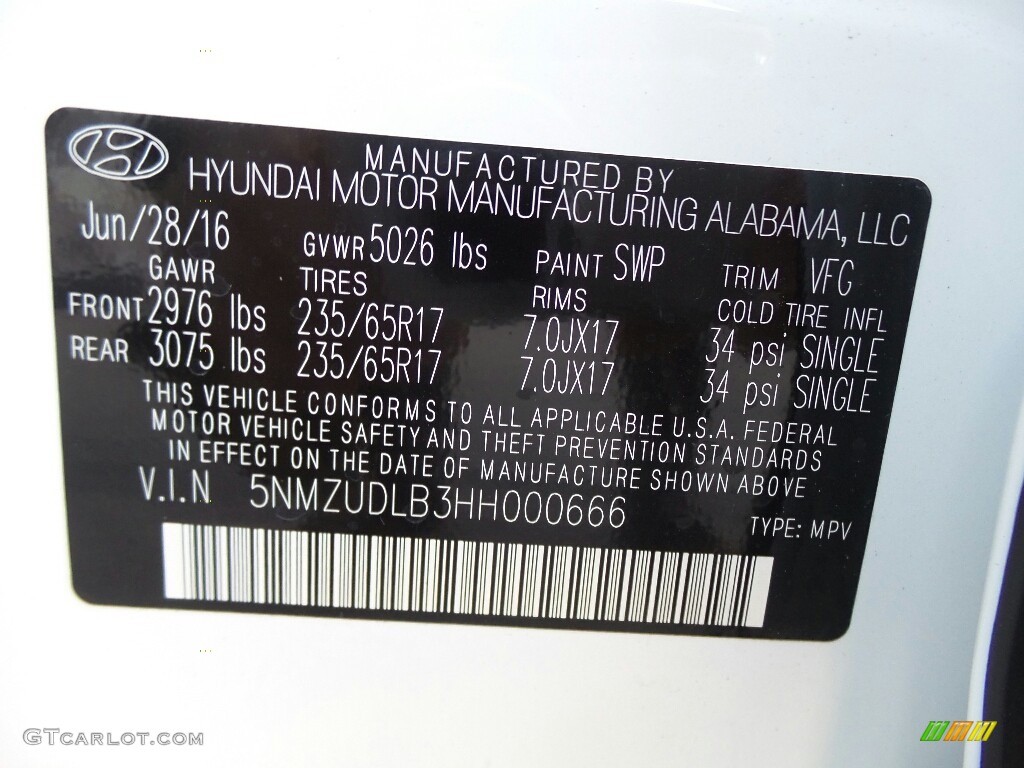 MANUFACTURED BY
HYUNDAI MOTOR MANUFACTURING ALABAMA, LLC
Jun/28/16 GVWR 5026 lbs PAINT SWP TRIM VFG
GAWR TIRES RIMS COLD TIRE INFL
FRONT 2976 lbs 235/65R17 7.0JX17 34 psi SINGLE
REAR 3075 lbs 235/65R17 7.0JX17 34 psi SINGLE
THIS VEHICLE CONFORMS TO ALL APPLICABLE U.S.A. FEDERAL
MOTOR VEHICLE SAFETY AND THEFT PREVENTION STANDARDS
IN EFFECT ON THE DATE OF MANUFACTURE SHOWN ABOVE
V.I.N 5NMZUDLB3HH000666
TYPE: MPV
GTCARLOT.COM